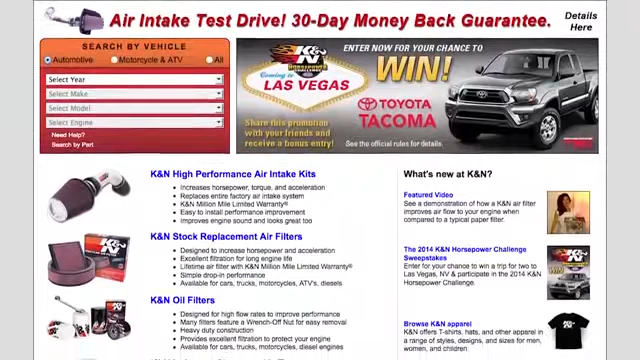 Air Intake Test Drive! 30-Day Money Back Guarantee.
Details Here
SEARCH BY VEHICLE
Automotive Motorcycle & ATV All
Select Year
Select Make
Select Model
Select Engine
Need Help?
Search by Part
K&N
HORSEPOWER
CHALLENGE
Coming to
LAS VEGAS
Share this promotion
with your friends and
receive a bonus entry!
ENTER NOW FOR YOUR CHANCE TO
WIN!
TOYOTA
TACOMA
See the official rules for details.
K&N High Performance Air Intake Kits
• Increases horsepower, torque, and acceleration
• Replaces entire factory air intake system
• K&N Million Mile Limited Warranty®
• Easy to install performance improvement
• Improves engine sound and looks great too
K&N Stock Replacement Air Filters
• Designed to increase horsepower and acceleration
• Excellent filtration for long engine life
• Lifetime air filter with K&N Million Mile Limited Warranty®
• Simple drop-in performance
• Available for cars, trucks, motorcycles, ATV's, diesels
K&N Oil Filters
• Designed for high flow rates to improve performance
• Many filters feature a Wrench-Off Nut for easy removal
• Heavy duty construction
• Provides excellent filtration to protect your engine
• Available for cars, trucks, motorcycles, diesel engines
What's new at K&N?
Featured Video
See a demonstration of how a K&N air filter
improves air flow to your engine when
compared to a typical paper filter.
The 2014 K&N Horsepower Challenge
Sweepstakes
Enter for your chance to win a trip for two to
Las Vegas, NV & participate in the 2014 K&N
Horsepower Challenge.
Browse K&N apparel
K&N offers T-shirts, hats, and other apparel in
a range of styles, designs, and sizes for men,
women, and children